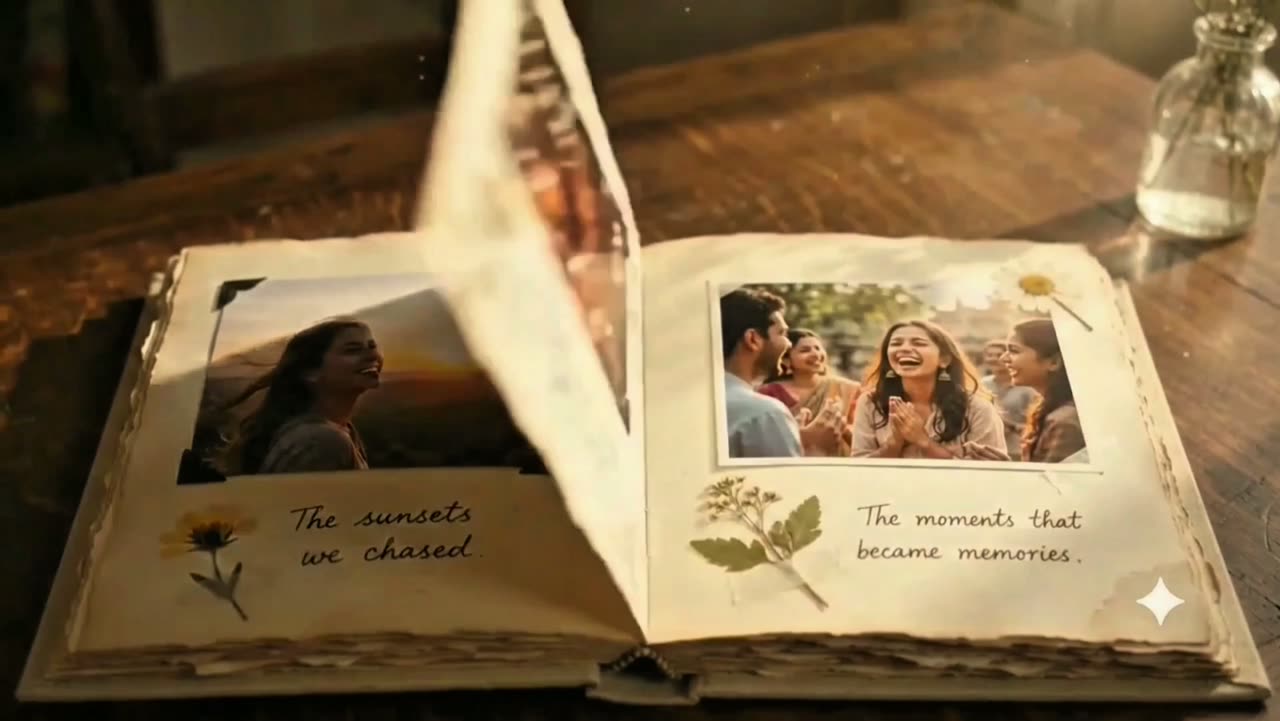 The sunsets
we chased.
The moments that
became memories.